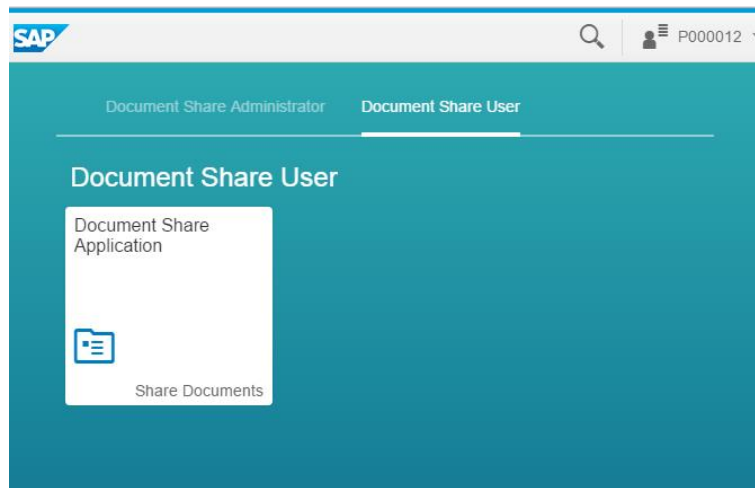 SAP
P000012
Document Share Administrator
Document Share User
Document Share User
Document Share
Application
Share Documents